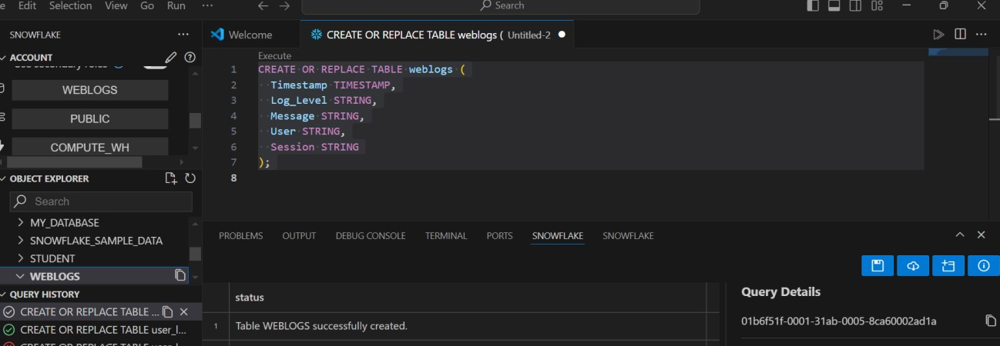 Edit Selection View Go Run ··· Search
SNOWFLAKE ···
ACCOUNT
WEBLOGS
PUBLIC
COMPUTE_WH
OBJECT EXPLORER
Search
MY_DATABASE
SNOWFLAKE_SAMPLE_DATA
STUDENT
WEBLOGS
QUERY HISTORY
CREATE OR REPLACE TABLE ...
CREATE OR REPLACE TABLE user_l...
Welcome
CREATE OR REPLACE TABLE weblogs ( Untitled-2
Execute
1 CREATE OR REPLACE TABLE weblogs (
2 Timestamp TIMESTAMP,
3 Log_Level STRING,
4 Message STRING,
5 User STRING,
6 Session STRING
7 );
8
PROBLEMS OUTPUT DEBUG CONSOLE TERMINAL PORTS SNOWFLAKE SNOWFLAKE
status
1 Table WEBLOGS successfully created.
Query Details
01b6f51f-0001-31ab-0005-8ca60002ad1a